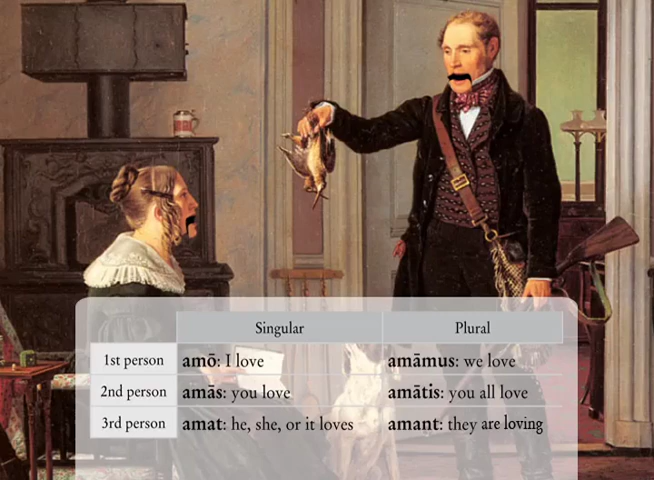 Singular Plural
1st person amō: I love amāmus: we love
2nd person amās: you love amātis: you all love
3rd person amat: he, she, or it loves amant: they are loving